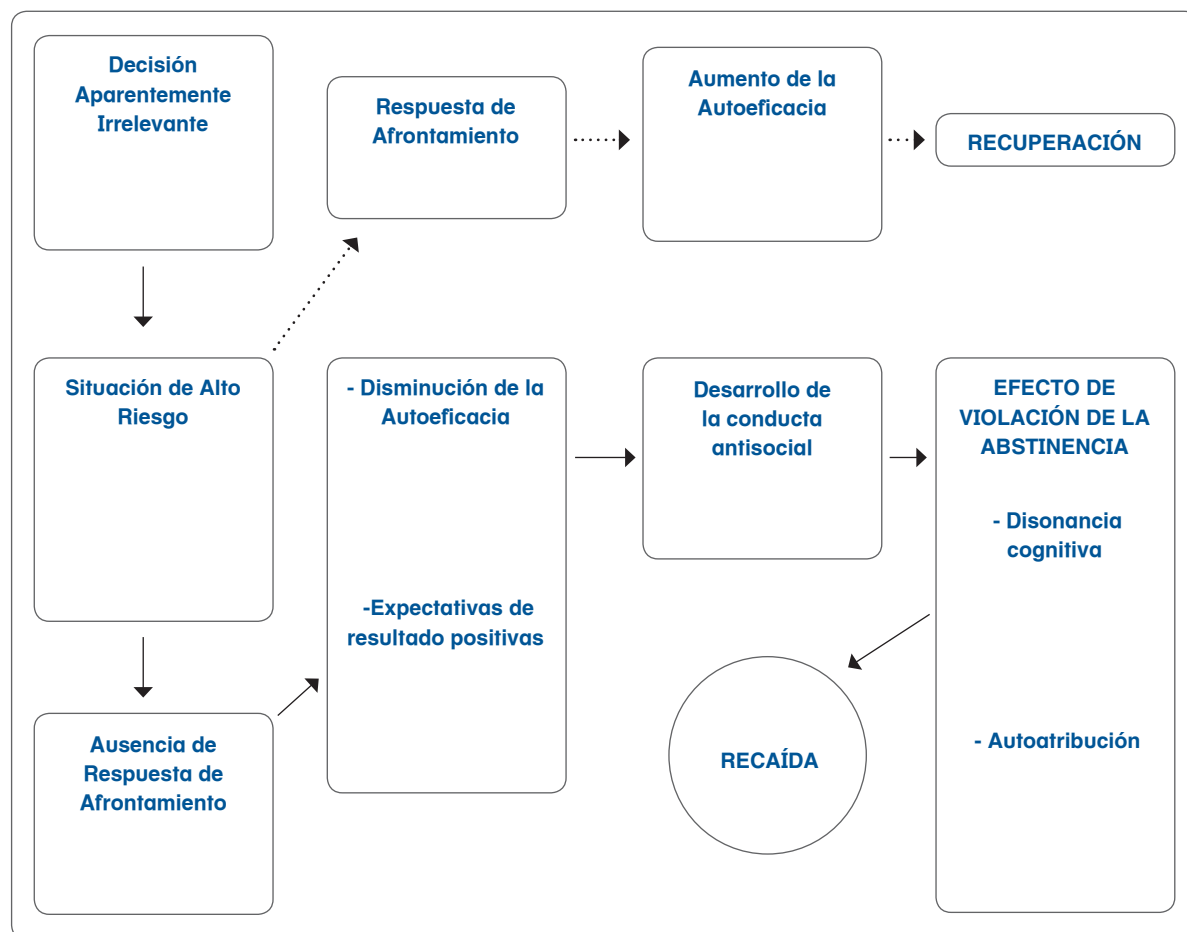 Decisión
Aparentemente
Irrelevante
Respuesta de
Afrontamiento
Aumento de la
Autoeficacia
RECUPERACIÓN
Situación de Alto
Riesgo
- Disminución de la
Autoeficacia
-Expectativas de
resultado positivas
Desarrollo de
la conducta
antisocial
EFECTO DE
VIOLACIÓN DE LA
ABSTINENCIA
- Disonancia
cognitiva
- Autoatribución
Ausencia de
Respuesta de
Afrontamiento
RECAÍDA